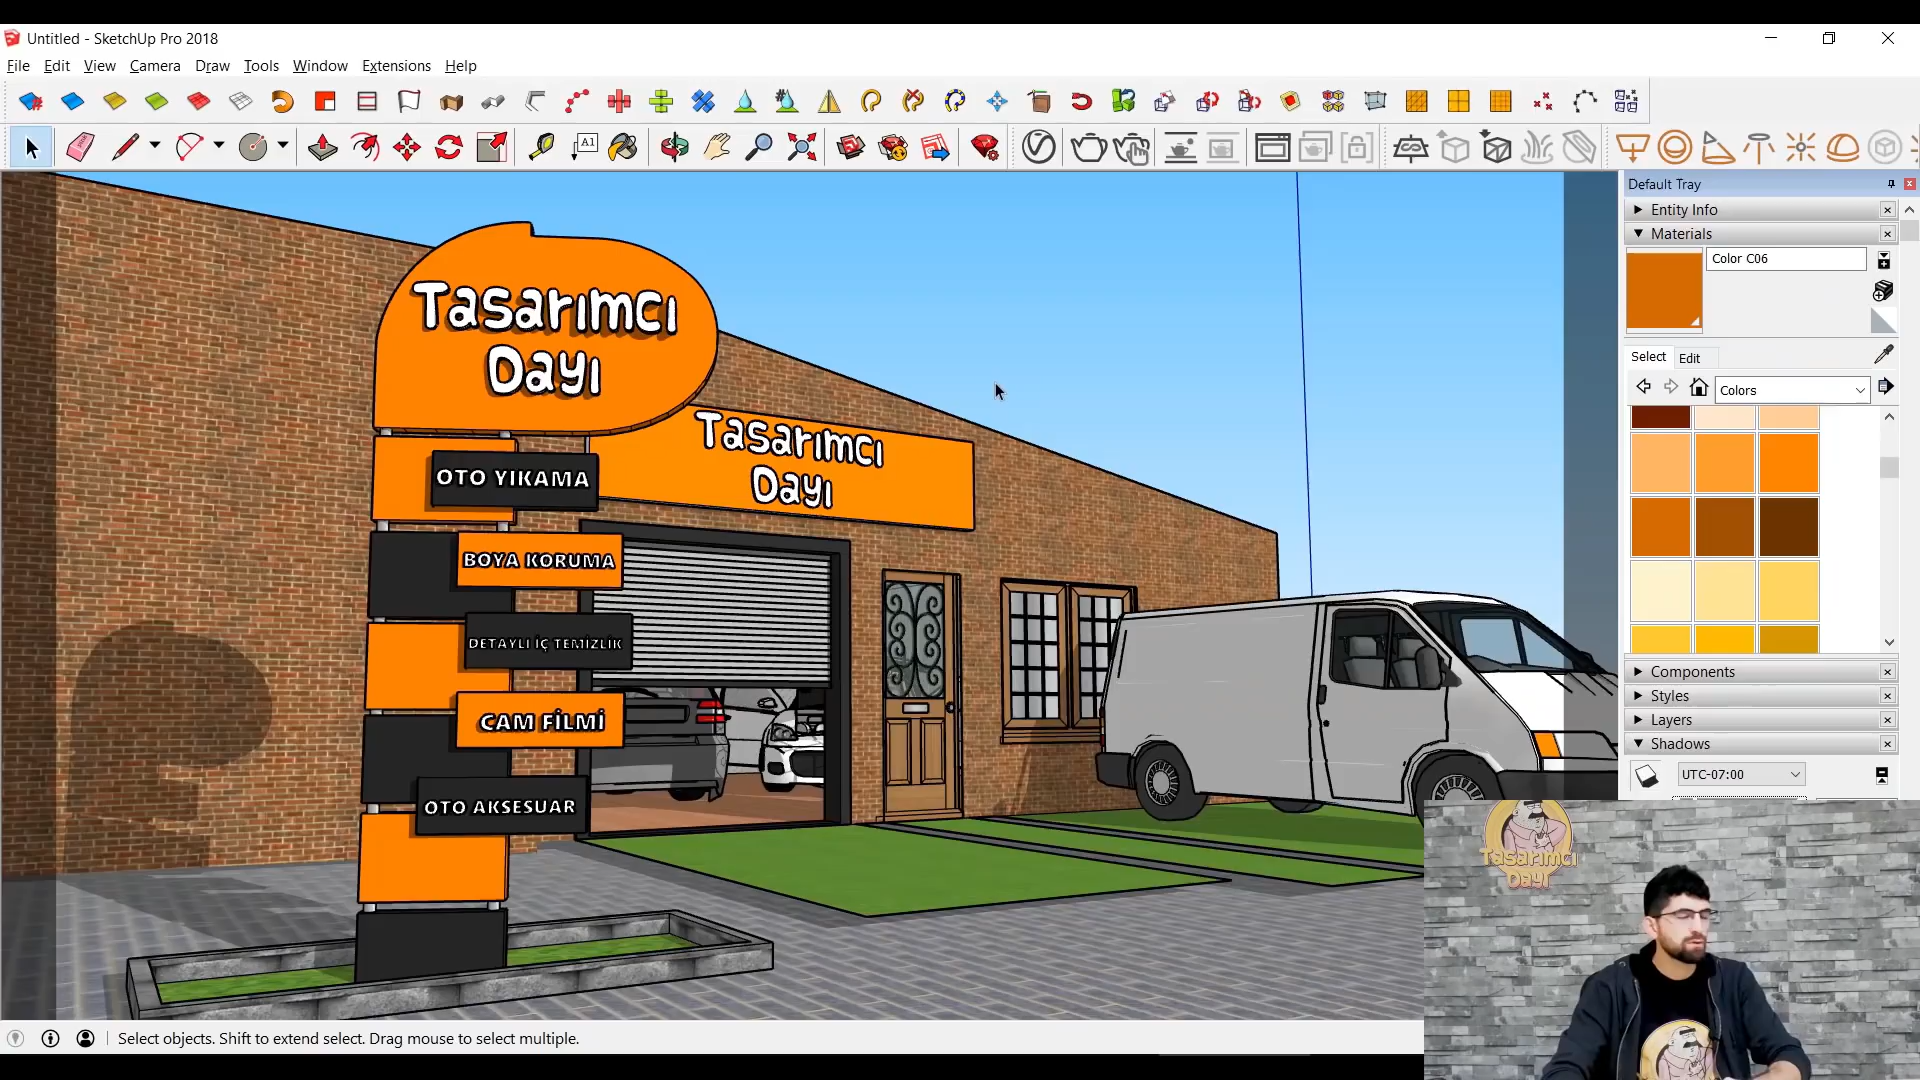 Untitled - SketchUp Pro 2018
File Edit View Camera Draw Tools Window Extensions Help
A1
Default Tray
Entity Info
Materials
Color C06
Select Edit
Colors
Components
Styles
Layers
Shadows
UTC-07:00
Tasarımcı
Dayı
Tasarımcı
Dayı
OTO YIKAMA
BOYA KORUMA
DETAYLI İÇ TEMİZLİK
CAM FİLMİ
OTO AKSESUAR
Tasarımcı
Dayı
Select objects. Shift to extend select. Drag mouse to select multiple.